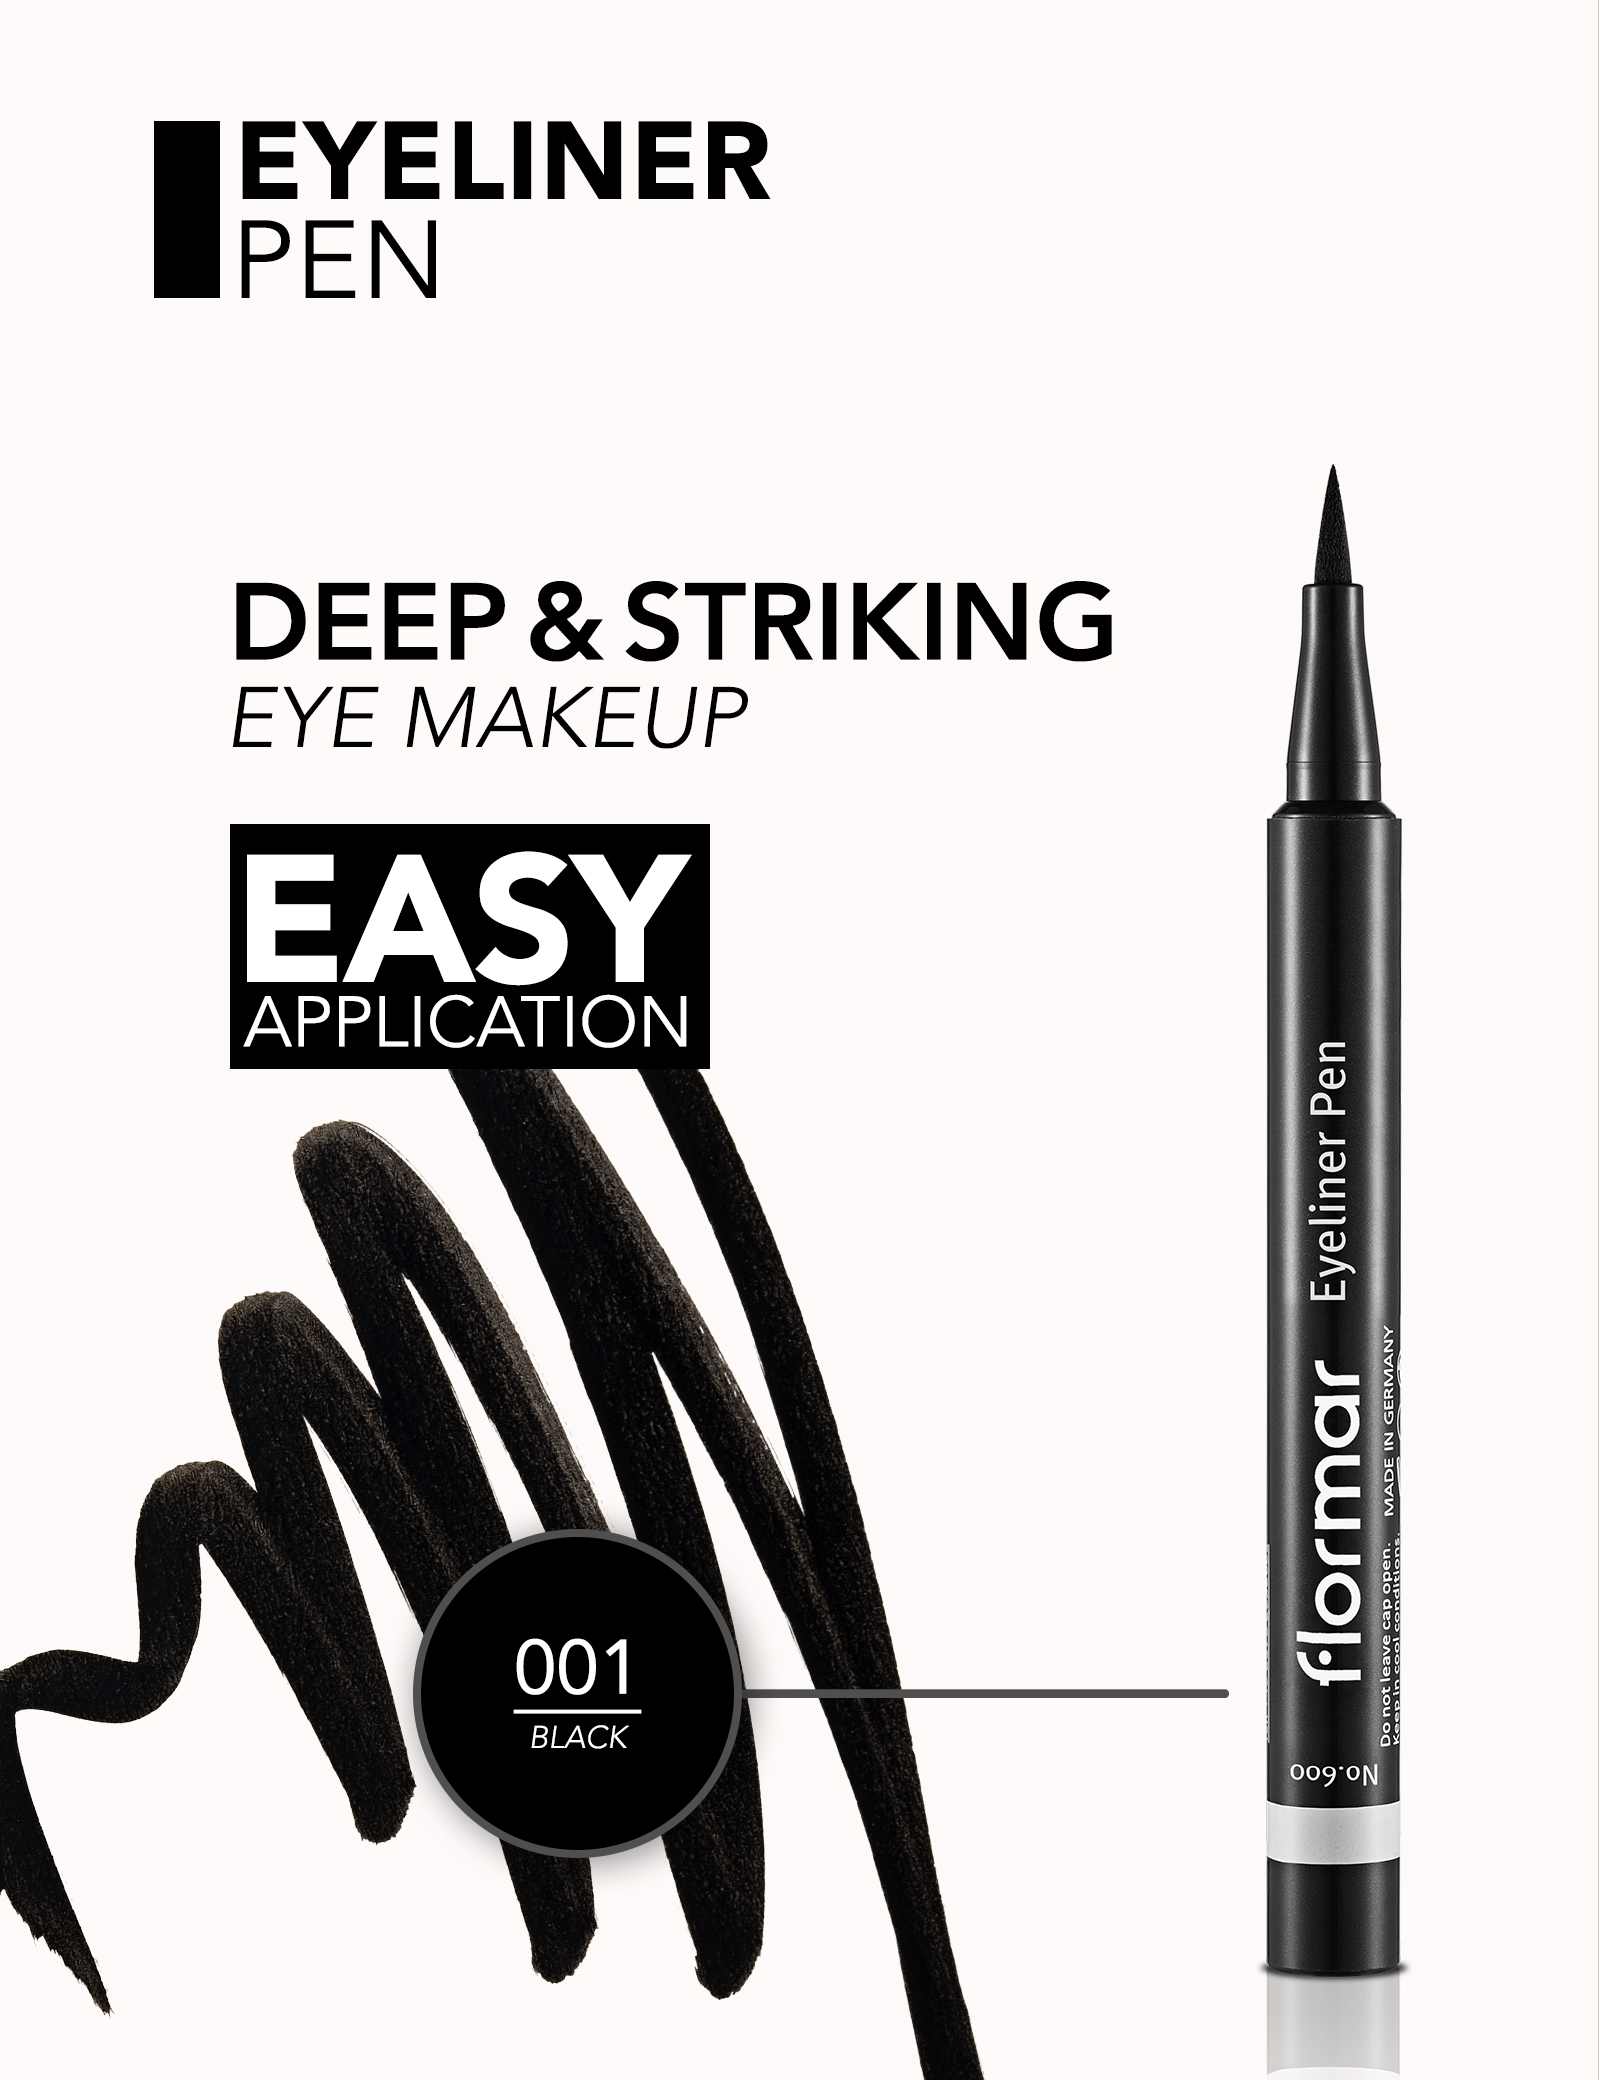 EYELINER
PEN
DEEP & STRIKING
EYE MAKEUP
EASY
APPLICATION
001
BLACK
flormar Eyeliner Pen
Do not leave cap open. MADE IN GERMANY
Keep in cool conditions.
No.600